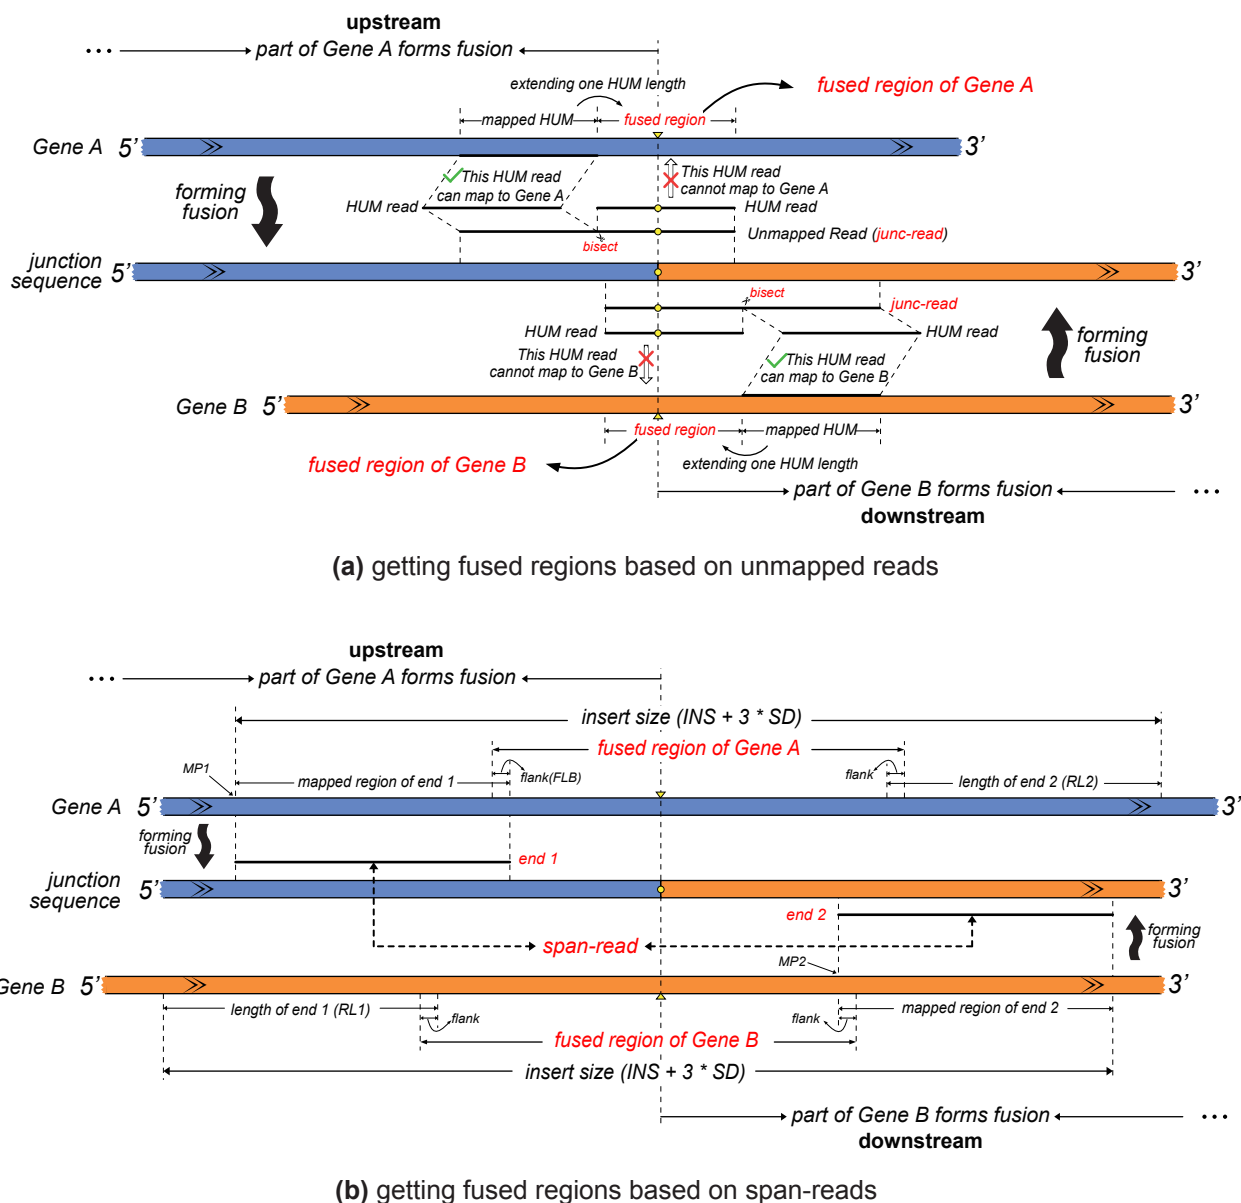 upstream
••• part of Gene A forms fusion
extending one HUM length
fused region of Gene A
mapped HUM
fused region
Gene A 5’ 3’
This HUM read
can map to Gene A
This HUM read
cannot map to Gene A
forming
fusion
HUM read
HUM read
Unmapped Read (junc-read)
bisect
junction
sequence
5’ 3’
bisect
junc-read
HUM read
HUM read
This HUM read
cannot map to Gene B
This HUM read
can map to Gene B
forming
fusion
Gene B 5’ 3’
fused region
mapped HUM
fused region of Gene B
extending one HUM length
part of Gene B forms fusion •••
downstream
(a) getting fused regions based on unmapped reads
upstream
••• part of Gene A forms fusion
insert size (INS + 3 * SD)
fused region of Gene A
MP1
mapped region of end 1
flank(FLB)
flank
length of end 2 (RL2)
Gene A 5’ 3’
forming
fusion
end 1
junction
sequence
5’ 3’
end 2
span-read
forming
fusion
MP2
Gene B 5’ 3’
length of end 1 (RL1)
flank
flank
mapped region of end 2
fused region of Gene B
insert size (INS + 3 * SD)
part of Gene B forms fusion •••
downstream
(b) getting fused regions based on span-reads